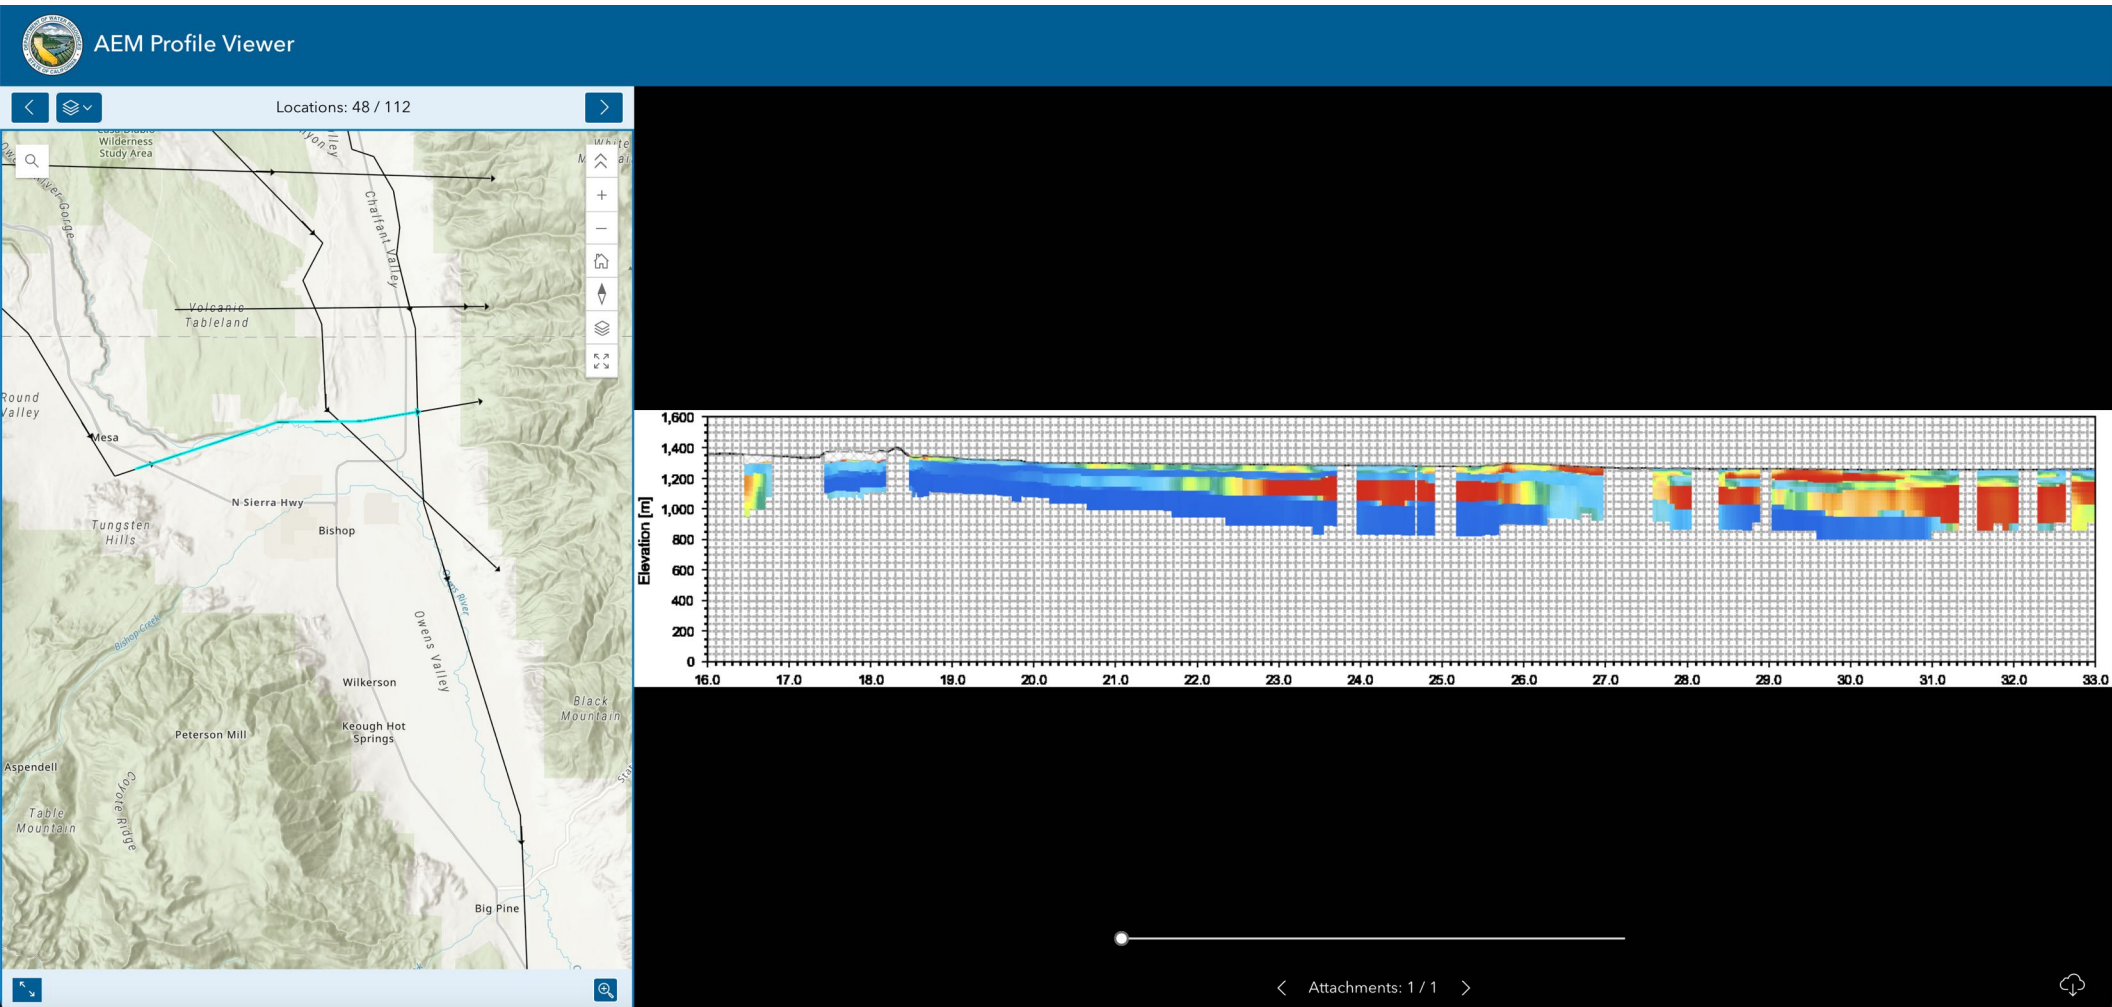 AEM Profile Viewer
Locations: 48 / 112
Wilderness
Study Area
Chalfant Valley
Volcanic
Tableland
Round
Valley
Mesa
N Sierra Hwy
Bishop
Tungsten
Hills
Owens River
Owens Valley
Bishop Creek
Wilkerson
Keough Hot
Springs
Peterson Mill
Black
Mountain
Aspendell
Coyote Ridge
Table
Mountain
Big Pine
Elevation [m]
1,600
1,400
1,200
1,000
800
600
400
200
0
16.0 17.0 18.0 19.0 20.0 21.0 22.0 23.0 24.0 25.0 26.0 27.0 28.0 29.0 30.0 31.0 32.0 33.0
Attachments: 1 / 1